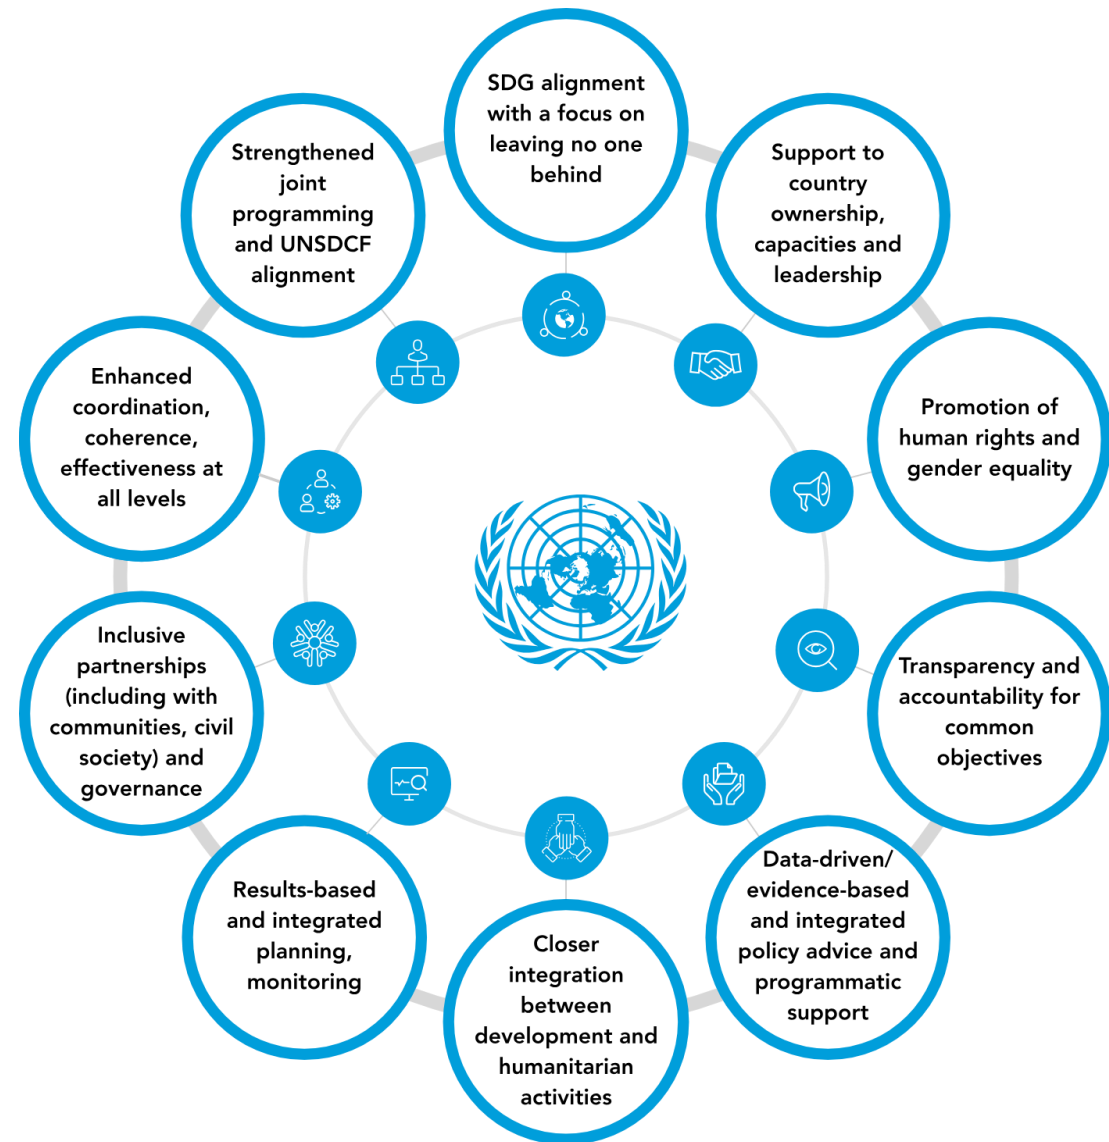 SDG alignment
with a focus on
leaving no one
behind
Support to
country
ownership,
capacities and
leadership
Promotion of
human rights and
gender equality
Transparency and
accountability for
common
objectives
Data-driven/
evidence-based
and integrated
policy advice and
programmatic
support
Closer
integration
between
development and
humanitarian
activities
Results-based
and integrated
planning,
monitoring
Inclusive
partnerships
(including with
communities, civil
society) and
governance
Enhanced
coordination,
coherence,
effectiveness at
all levels
Strengthened
joint
programming
and UNSDCF
alignment